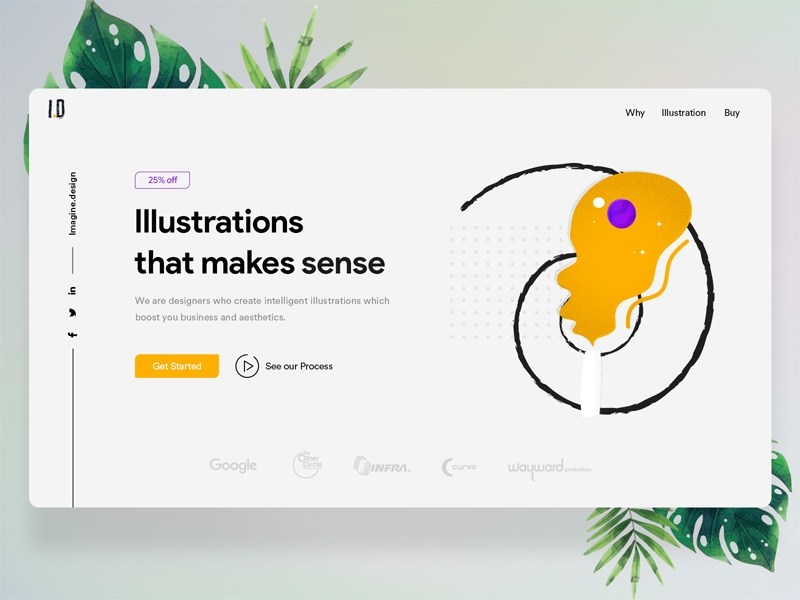 I.D
Why Illustration Buy
Imagine.design
25% off
Illustrations
that makes sense
We are designers who create intelligent illustrations which
boost you business and aesthetics.
Get Started
See our Process
Google
The
Other
Circle
INFRA
curve
wayward productions